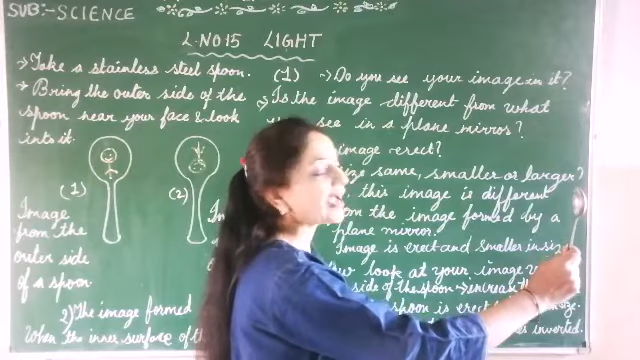 SUB:- SCIENCE
L.NO 15 LIGHT
→ Take a stainless steel spoon.
→ Bring the outer side of the
spoon near your face & look
into it.
(1)
(2)
Image
from the
outer side
of a spoon
2) The image formed
When the inner surface of th
(1) → Do you see your image in it?
Is the image different from what
see in a plane mirror?
image erect?
size same, smaller or larger?
this image is different
from the image formed by a
plane mirror.
Image is erect and smaller in siz
look at your image
side of the spoon → increase th
spoon is erect
is inverted.